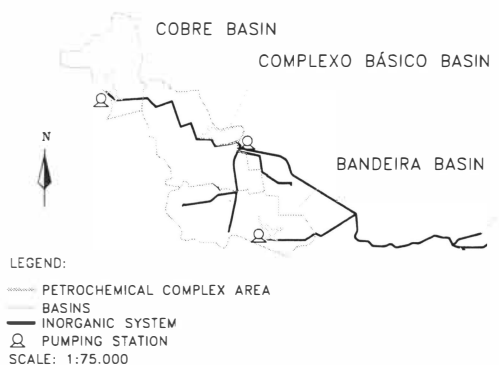 COBRE BASIN
COMPLEXO BÁSICO BASIN
N
BANDEIRA BASIN
LEGEND:
PETROCHEMICAL COMPLEX AREA
BASINS
INORGANIC SYSTEM
PUMPING STATION
SCALE: 1:75.000